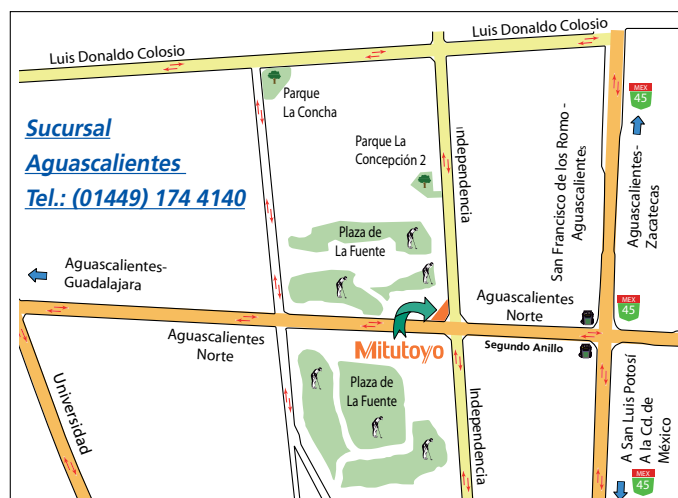 Luis Donaldo Colosio
Luis Donaldo Colosio
MEX
45
Parque
La Concha
Sucursal
Aguascalientes
Tel.: (01449) 174 4140
Independencia
Parque La
Concepción 2
San Francisco de los Romo -
Aguascalientes
Aguascalientes-
Zacatecas
Plaza de
La Fuente
Aguascalientes-
Guadalajara
Aguascalientes
Norte
MEX
45
Aguascalientes
Norte
Mitutoyo
Segundo Anillo
Universidad
Plaza de
La Fuente
Independencia
A San Luis Potosí
A la Cd. de
México
MEX
45